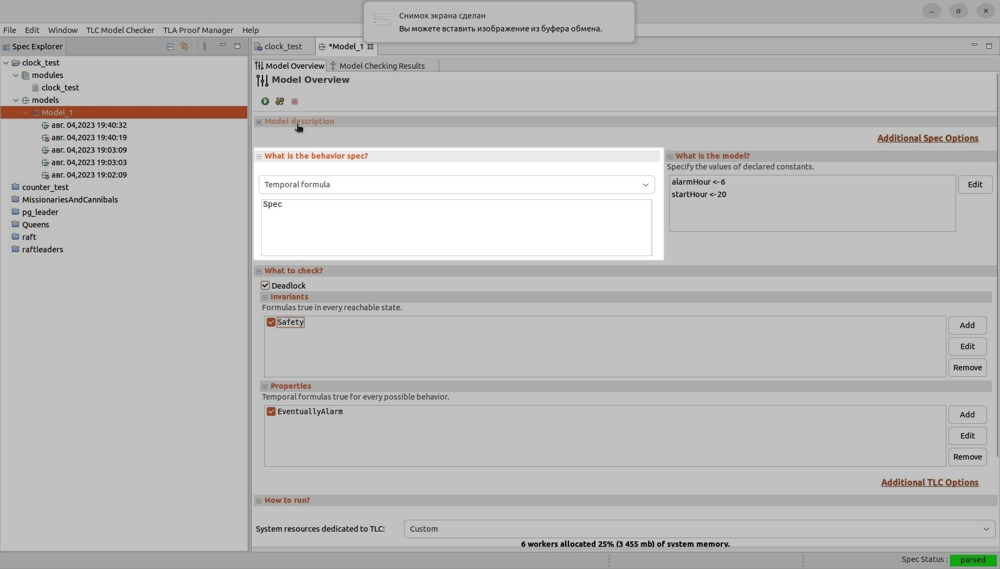 Снимок экрана сделан
Вы можете вставить изображение из буфера обмена.
File Edit Window TLC Model Checker TLA Proof Manager Help
Spec Explorer
clock_test
modules
clock_test
models
Model_1
авг. 04,2023 19:40:32
авг. 04,2023 19:40:19
авг. 04,2023 19:03:09
авг. 04,2023 19:03:03
авг. 04,2023 19:02:09
counter_test
MissionariesAndCannibals
pg_leader
Queens
raft
raftleaders
clock_test *Model_1
Model Overview Model Checking Results
Model Overview
Model description
Additional Spec Options
What is the behavior spec?
Temporal formula
Spec
What is the model?
Specify the values of declared constants.
alarmHour <- 6
startHour <- 20
Edit
What to check?
Deadlock
Invariants
Formulas true in every reachable state.
Safety
Add
Edit
Remove
Properties
Temporal formulas true for every possible behavior.
EventuallyAlarm
Add
Edit
Remove
Additional TLC Options
How to run?
System resources dedicated to TLC: Custom
6 workers allocated 25% (3 455 mb) of system memory.
Spec Status : parsed